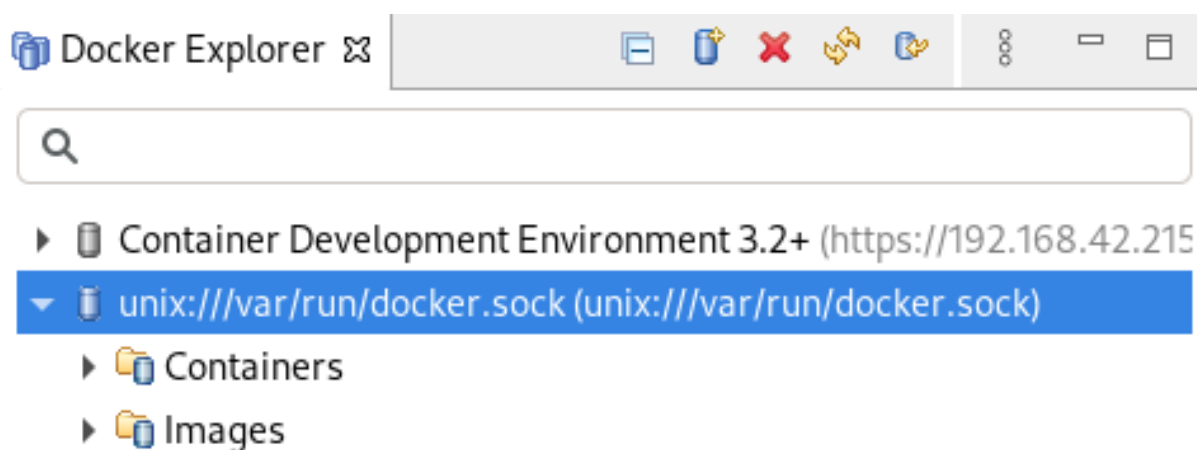 Docker Explorer
Container Development Environment 3.2+ (https://192.168.42.215
unix:///var/run/docker.sock (unix:///var/run/docker.sock)
Containers
Images